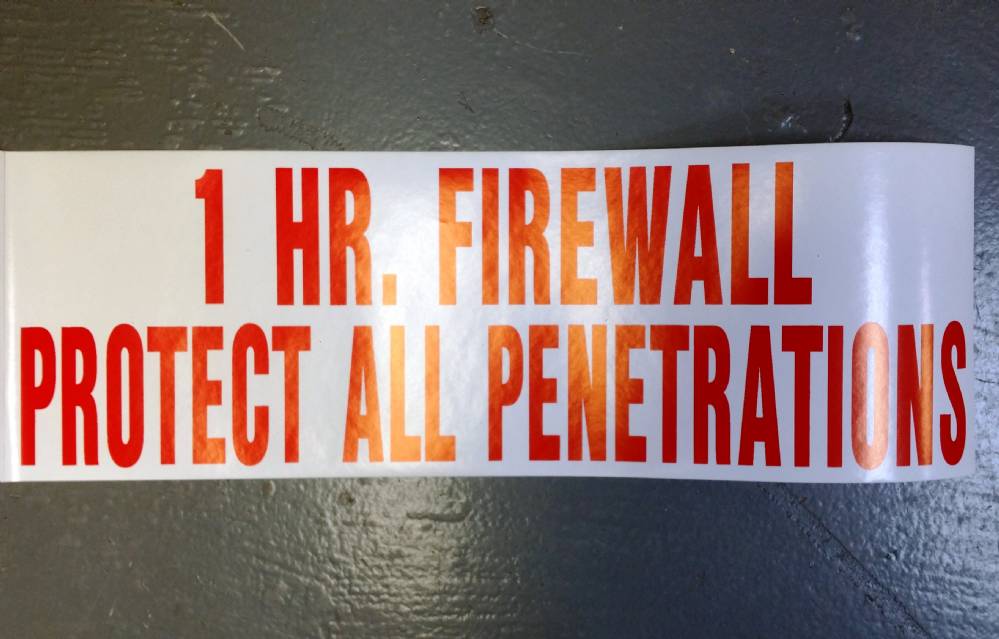 1 HR. FIREWALL
PROTECT ALL PENETRATIONS